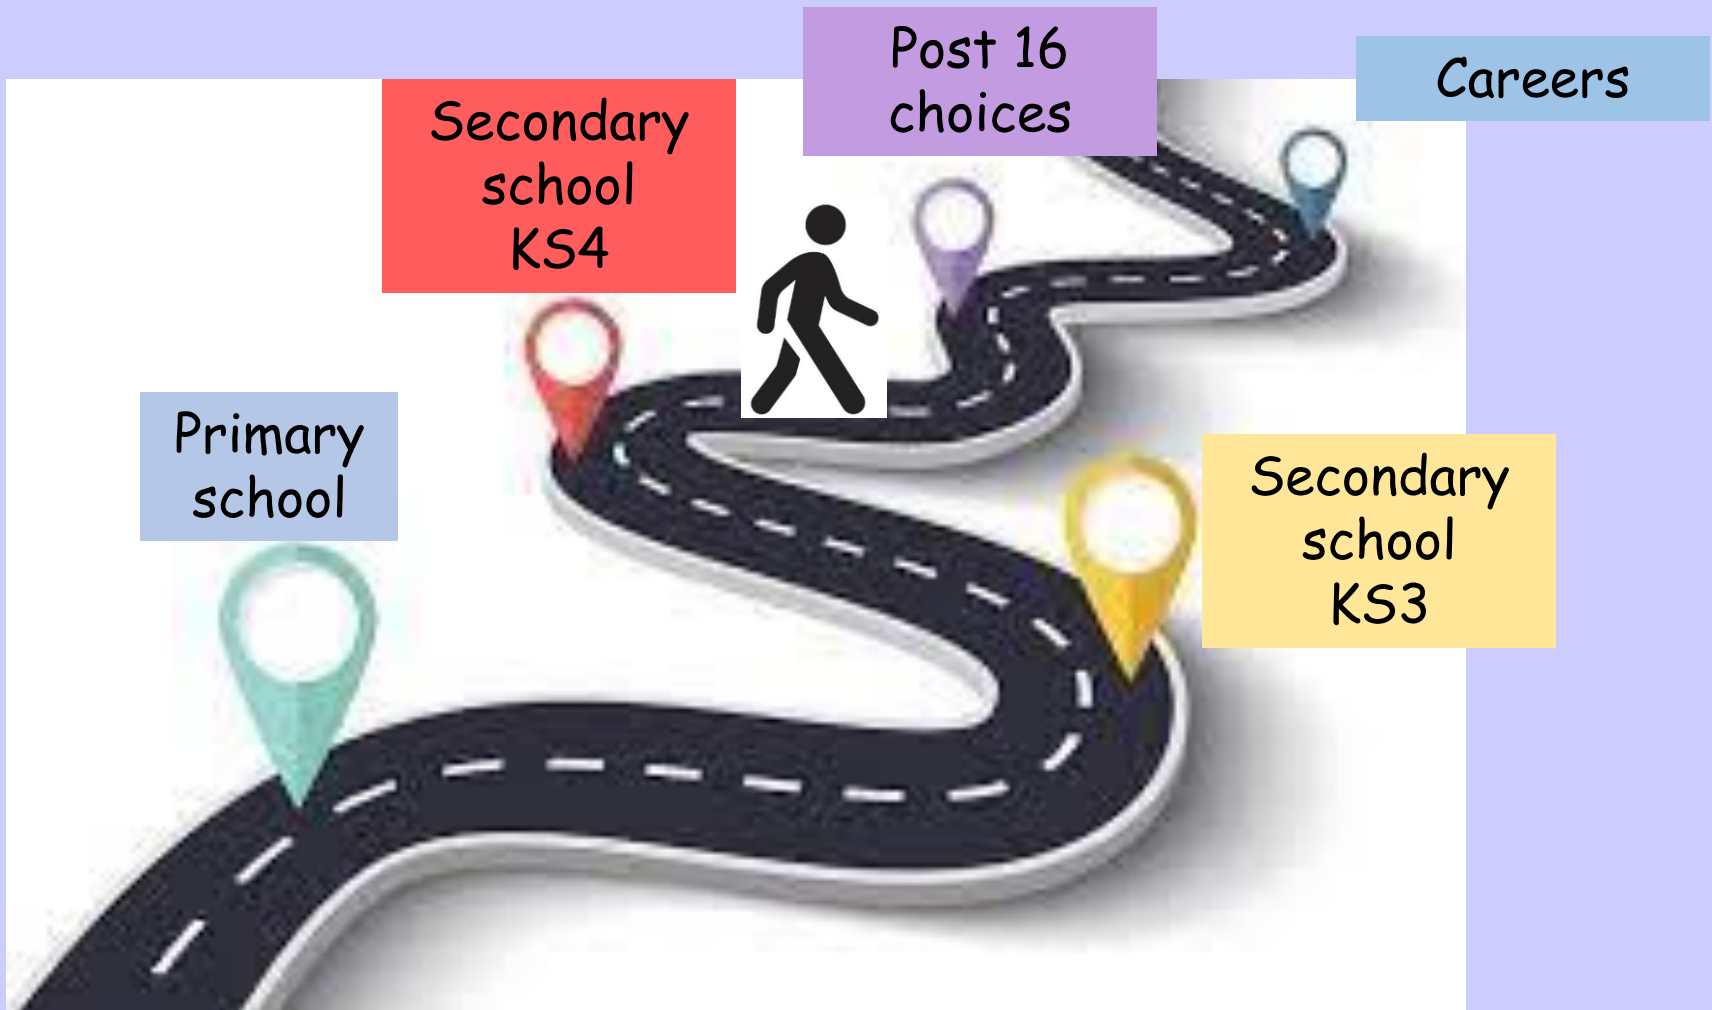 Post 16
choices
Careers
Secondary
school
KS4
Primary
school
Secondary
school
KS3